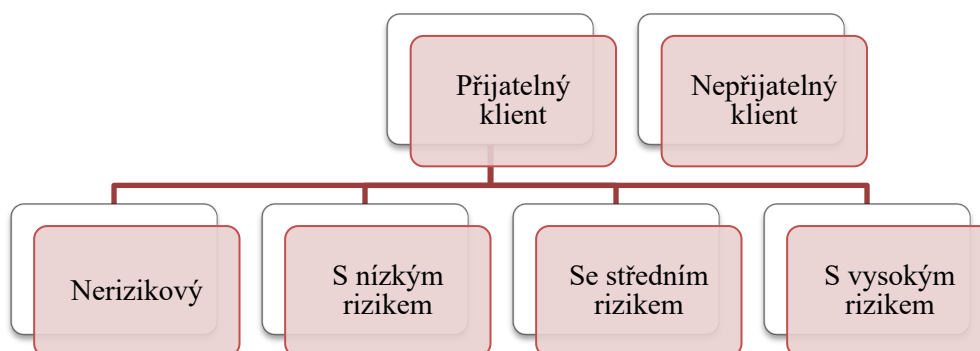 Přijatelný
klient
Nepřijatelný
klient
Nerizikový
S nízkým
rizikem
Se středním
rizikem
S vysokým
rizikem